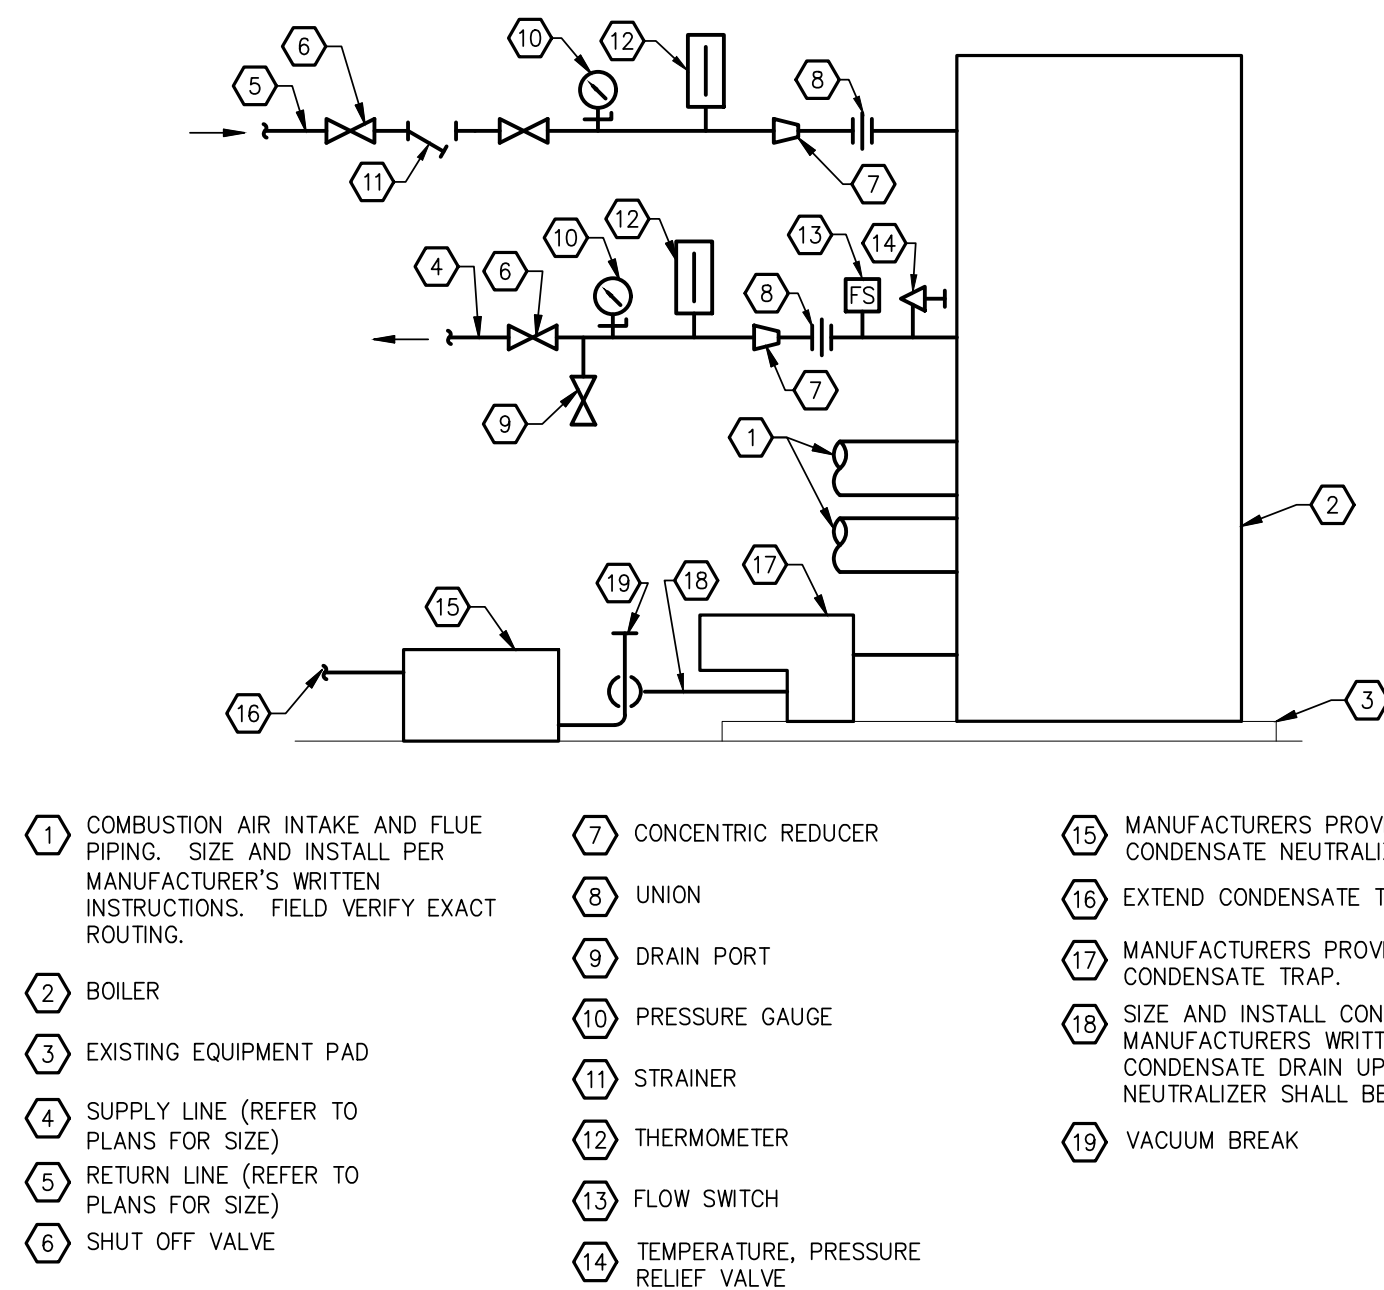 6
10
12
5
8
11
7
12
10
13
14
4
6
8
FS
7
9
1
2
17
19
18
15
16
3
1 COMBUSTION AIR INTAKE AND FLUE
PIPING. SIZE AND INSTALL PER
MANUFACTURER'S WRITTEN
INSTRUCTIONS. FIELD VERIFY EXACT
ROUTING.
2 BOILER
3 EXISTING EQUIPMENT PAD
4 SUPPLY LINE (REFER TO
PLANS FOR SIZE)
5 RETURN LINE (REFER TO
PLANS FOR SIZE)
6 SHUT OFF VALVE
7 CONCENTRIC REDUCER
8 UNION
9 DRAIN PORT
10 PRESSURE GAUGE
11 STRAINER
12 THERMOMETER
13 FLOW SWITCH
14 TEMPERATURE, PRESSURE
RELIEF VALVE
15 MANUFACTURERS
CONDENSATE
16 EXTEND CONDENSATE
17 MANUFACTURERS
CONDENSATE TRAP.
18 SIZE AND INSTALL
MANUFACTURERS
CONDENSATE DRAIN
NEUTRALIZER SHALL
19 VACUUM BREAK